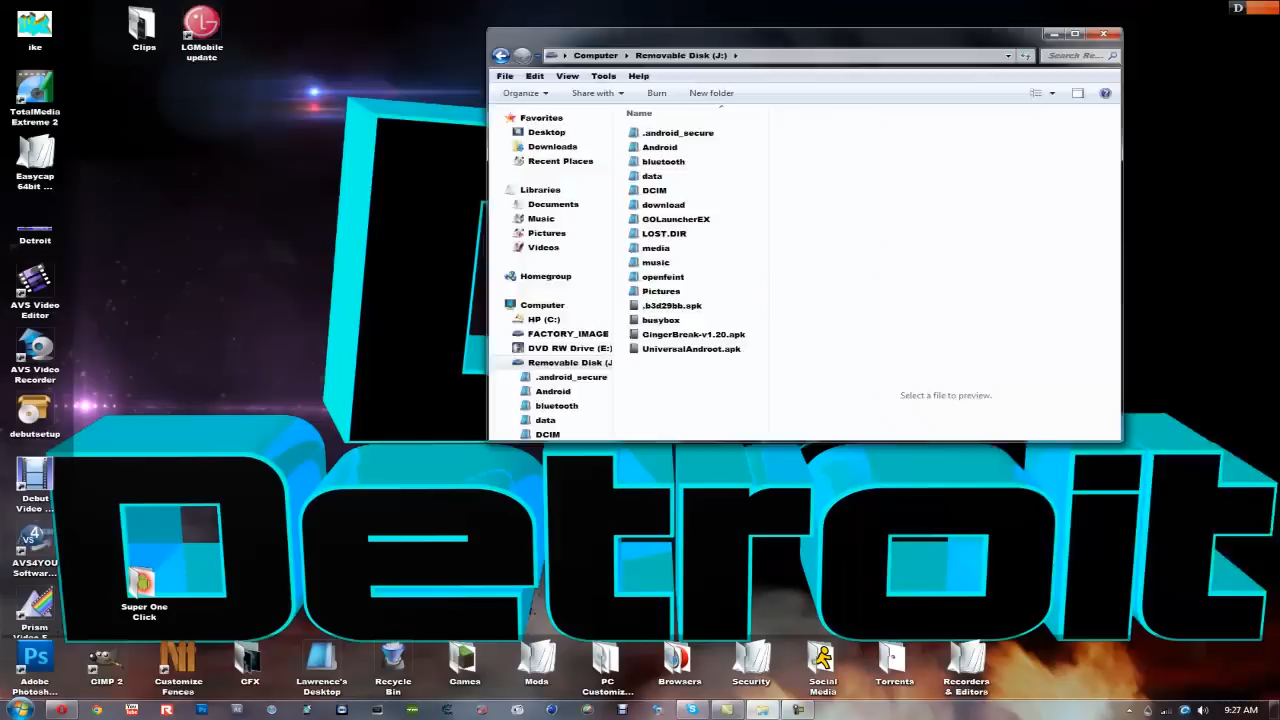 ike
TotalMedia
Extreme 2
Easycap
64bit ...
Detroit
AVS Video
Editor
AVS Video
Recorder
debutsetup
Debut
Video ...
AVS4YOU
Softwar...
Prism
Video F...
Adobe
Photosh...
Clips
LGMobile
update
Super One
Click
GIMP 2
Customize
Fences
GFX
Lawrence's
Desktop
Recycle
Bin
Games
Mods
PC
Customiz...
Browsers
Security
Social
Media
Torrents
Recorders
& Editors
Computer
Removable Disk (J:)
Search Re...
File Edit View Tools Help
Organize Share with Burn New folder
Favorites
Desktop
Downloads
Recent Places
Libraries
Documents
Music
Pictures
Videos
Homegroup
Computer
HP (C:)
FACTORY_IMAGE
DVD RW Drive (E:)
Removable Disk (J
.android_secure
Android
bluetooth
data
DCIM
Name
.android_secure
Android
bluetooth
data
DCIM
download
GOLauncherEX
LOST.DIR
media
music
openfeint
Pictures
.b3d29bb.spk
busybox
GingerBreak-v1.20.apk
UniversalAndroot.apk
Select a file to preview.
D
Detroit
9:27 AM